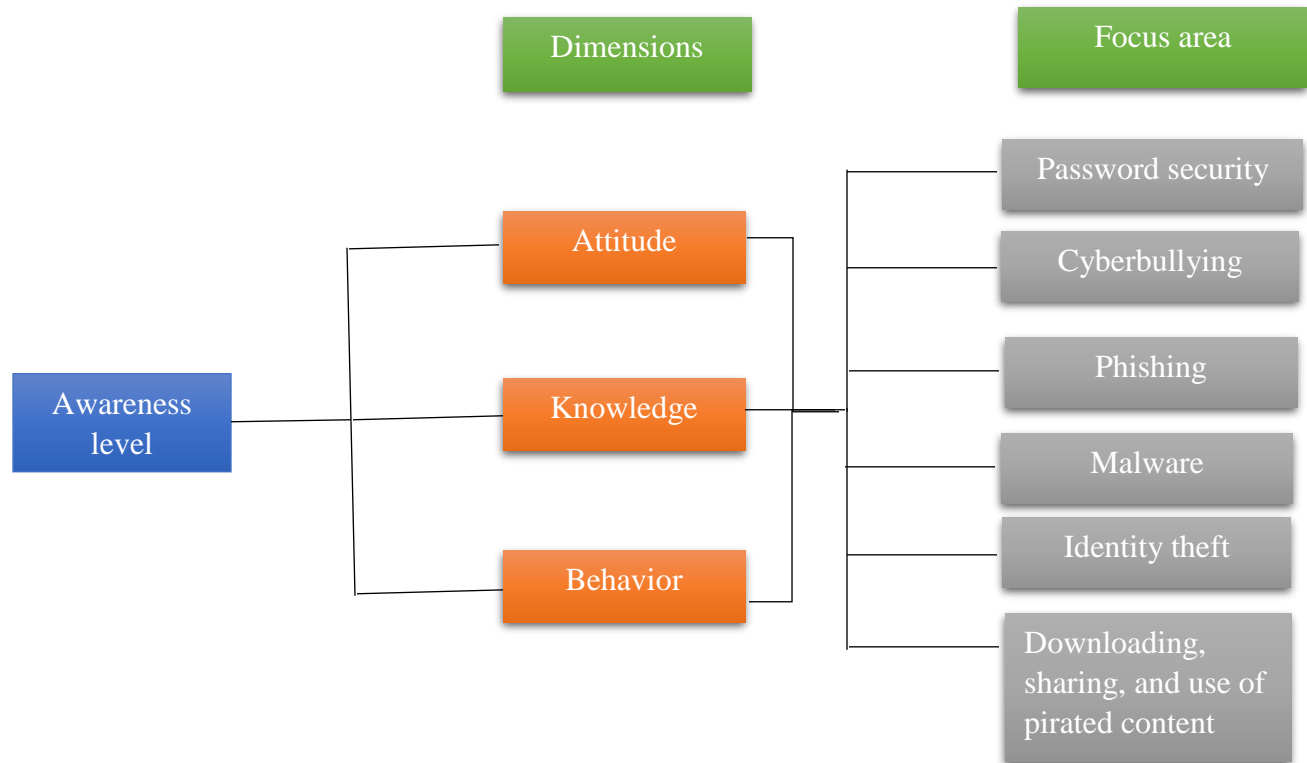 Dimensions
Focus area
Password security
Attitude
Cyberbullying
Awareness
level
Knowledge
Phishing
Malware
Behavior
Identity theft
Downloading,
sharing, and use of
pirated content